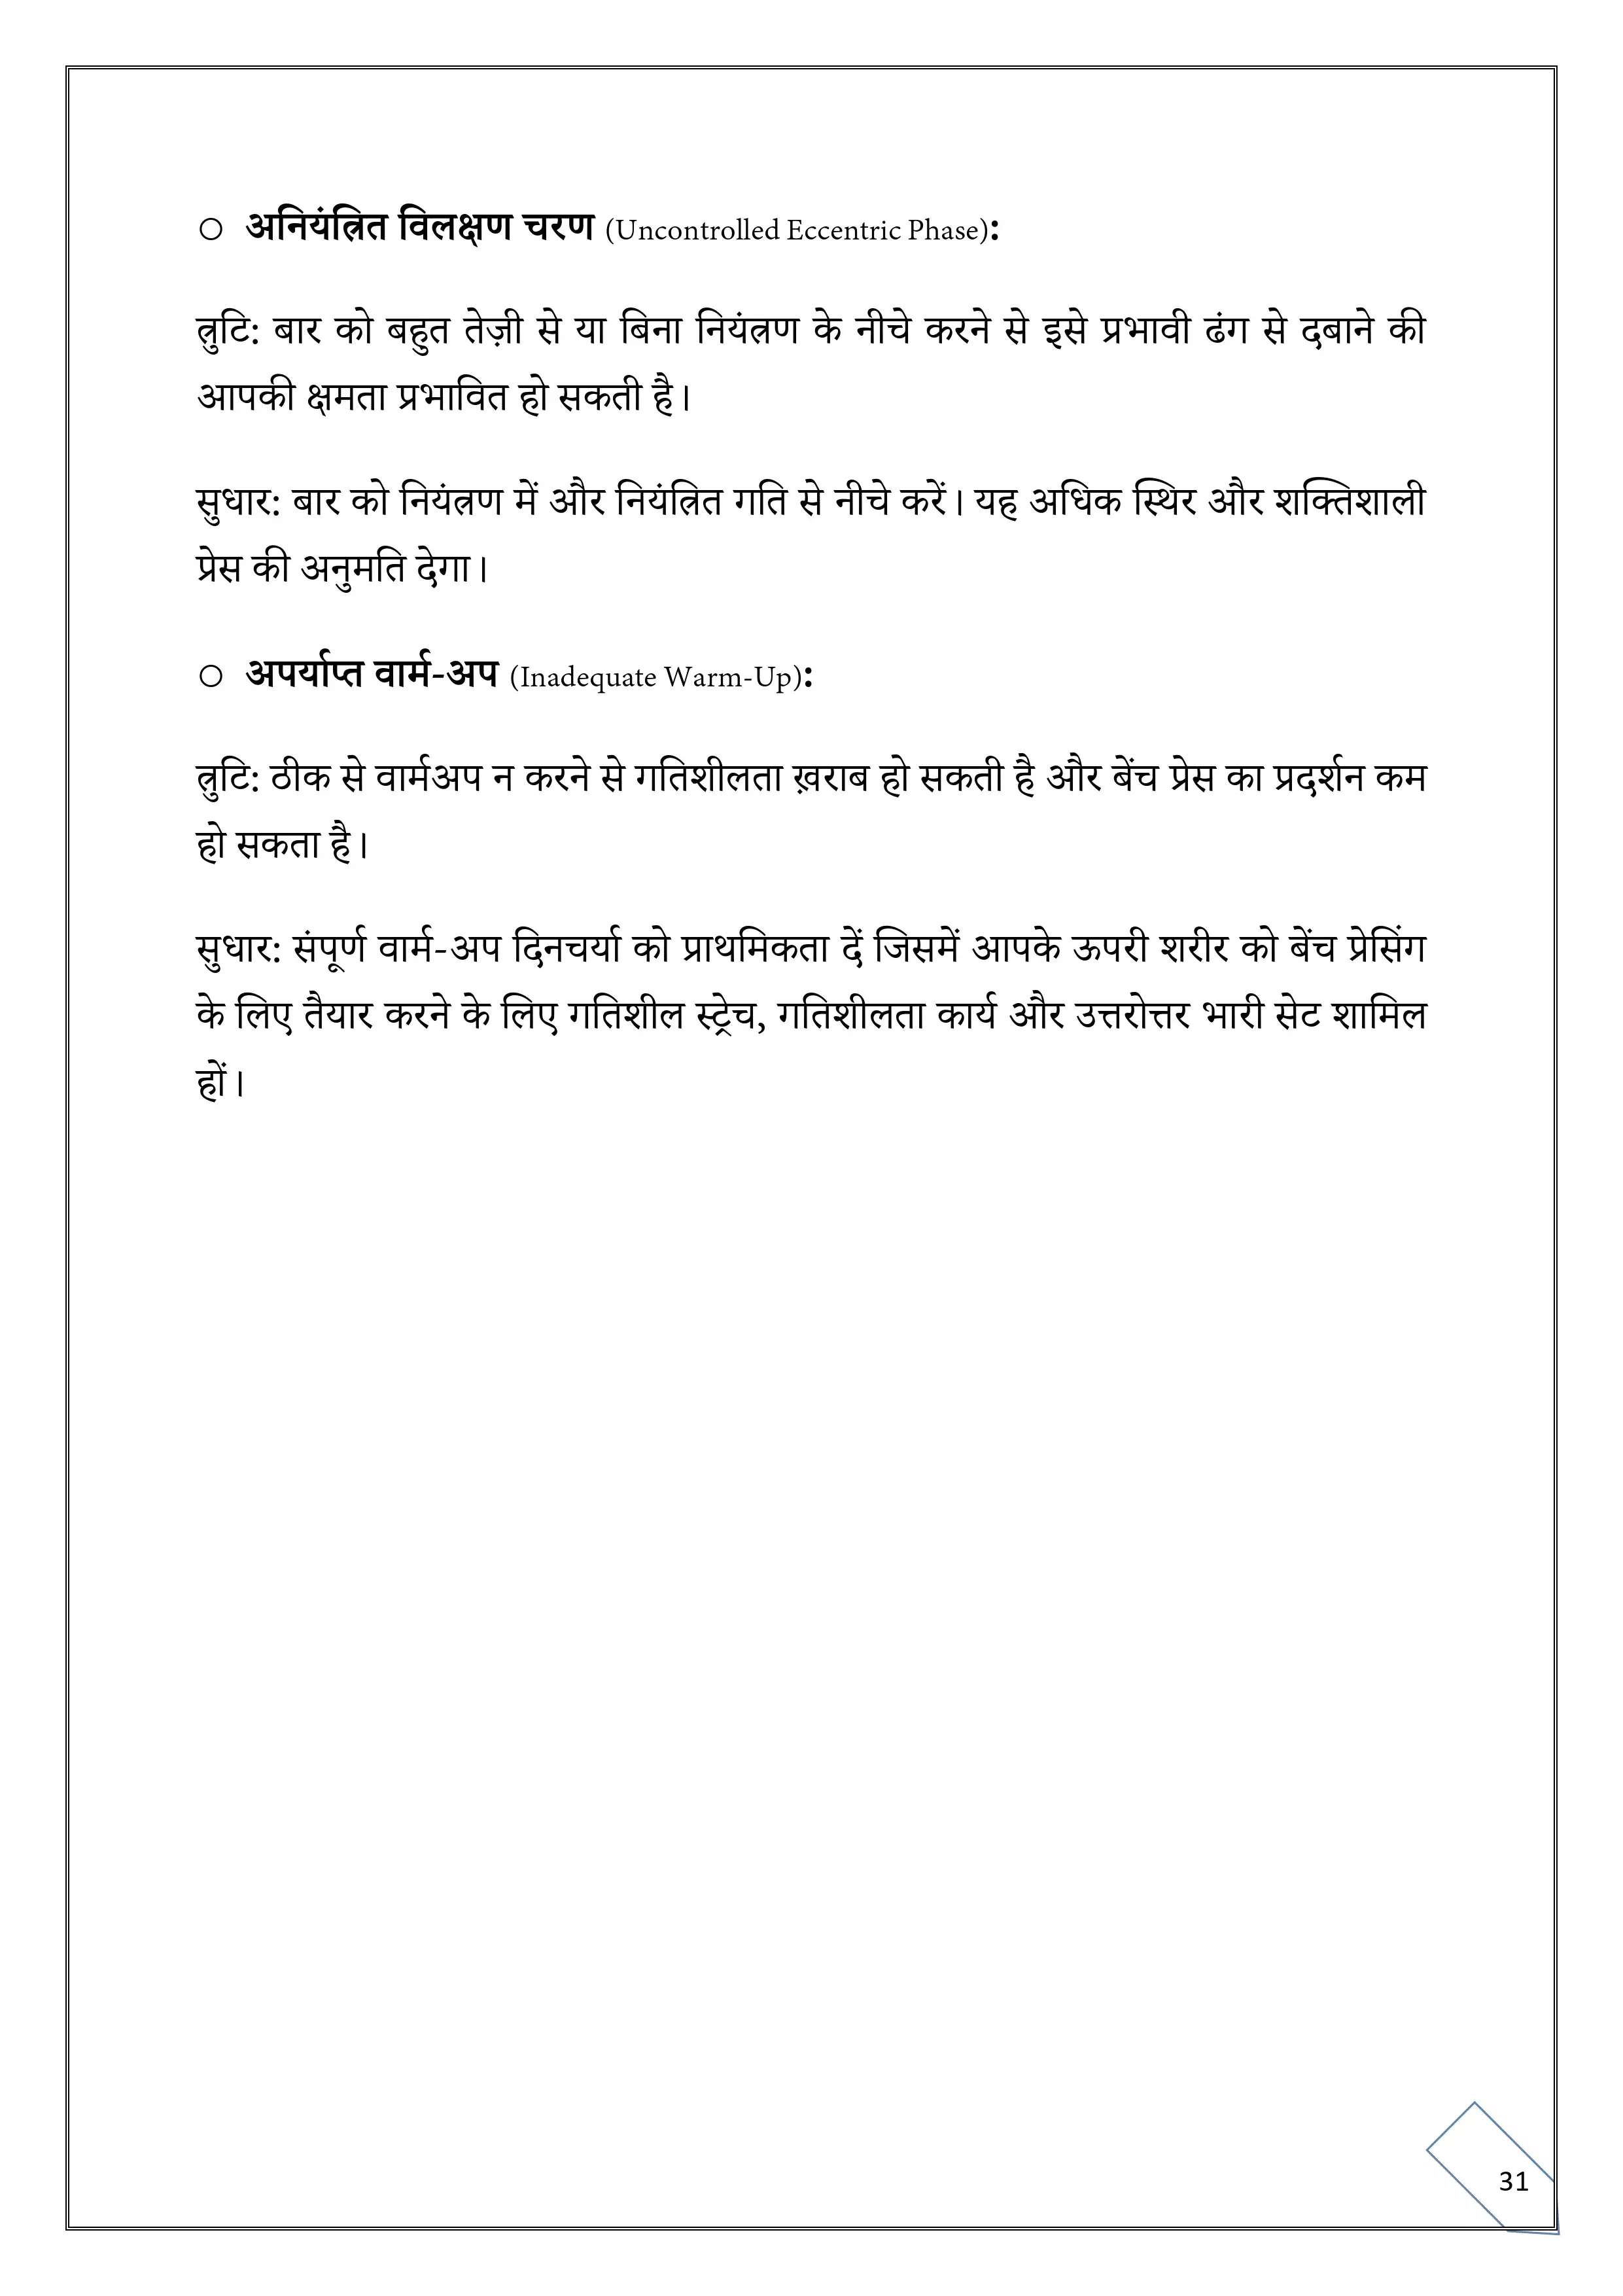 ○ अनियंत्रित विलक्षण चरण (Uncontrolled Eccentric Phase):
त्रुटि: बार को बहुत तेज़ी से या बिना नियंत्रण के नीचे करने से इसे प्रभावी ढंग से दबाने की
आपकी क्षमता प्रभावित हो सकती है।
सुधार: बार को नियंत्रण में और नियंत्रित गति से नीचे करें। यह अधिक स्थिर और शक्तिशाली
प्रेस की अनुमति देगा।
○ अपर्याप्त वार्म-अप (Inadequate Warm-Up):
त्रुटि: ठीक से वार्मअप न करने से गतिशीलता ख़राब हो सकती है और बेंच प्रेस का प्रदर्शन कम
हो सकता है।
सुधार: संपूर्ण वार्म-अप दिनचर्या को प्राथमिकता दें जिसमें आपके ऊपरी शरीर को बेंच प्रेसिंग
के लिए तैयार करने के लिए गतिशील स्ट्रेच, गतिशीलता कार्य और उत्तरोत्तर भारी सेट शामिल
हों।
31